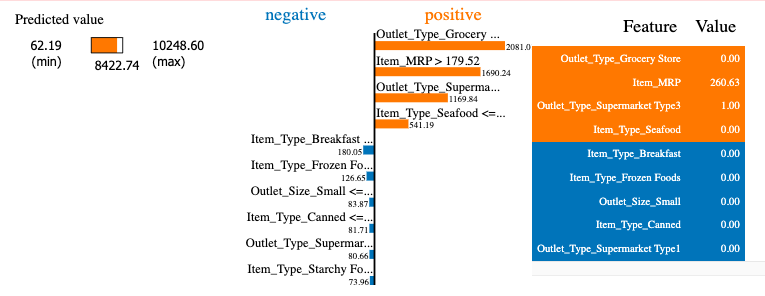 Predicted value
62.19
(min)
10248.60
(max)
8422.74
negative
positive
Outlet_Type_Grocery ...
2081.0
Item_MRP > 179.52
1690.24
Outlet_Type_Superma...
1169.84
Item_Type_Seafood <=...
541.19
Item_Type_Breakfast ...
180.05
Item_Type_Frozen Fo...
126.65
Outlet_Size_Small <=...
83.87
Item_Type_Canned <=...
81.71
Outlet_Type_Supermar...
80.66
Item_Type_Starchy Fo...
73.96
Feature Value
Outlet_Type_Grocery Store 0.00
Item_MRP 260.63
Outlet_Type_Supermarket Type3 1.00
Item_Type_Seafood 0.00
Item_Type_Breakfast 0.00
Item_Type_Frozen Foods 0.00
Outlet_Size_Small 0.00
Item_Type_Canned 0.00
Outlet_Type_Supermarket Type1 0.00